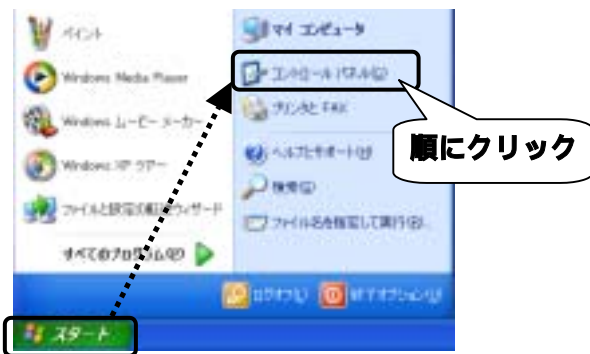 ペイント
Windows Media Player
Windows ムービー メーカー
Windows XP ツアー
ファイルと設定の転送ウィザード
すべてのプログラム(P)
マイ コンピュータ
コントロール パネル(C)
プリンタと FAX
ヘルプとサポート(H)
検索(S)
ファイル名を指定して実行(R)...
順にクリック
ログオフ(L)
終了オプション(U)
スタート